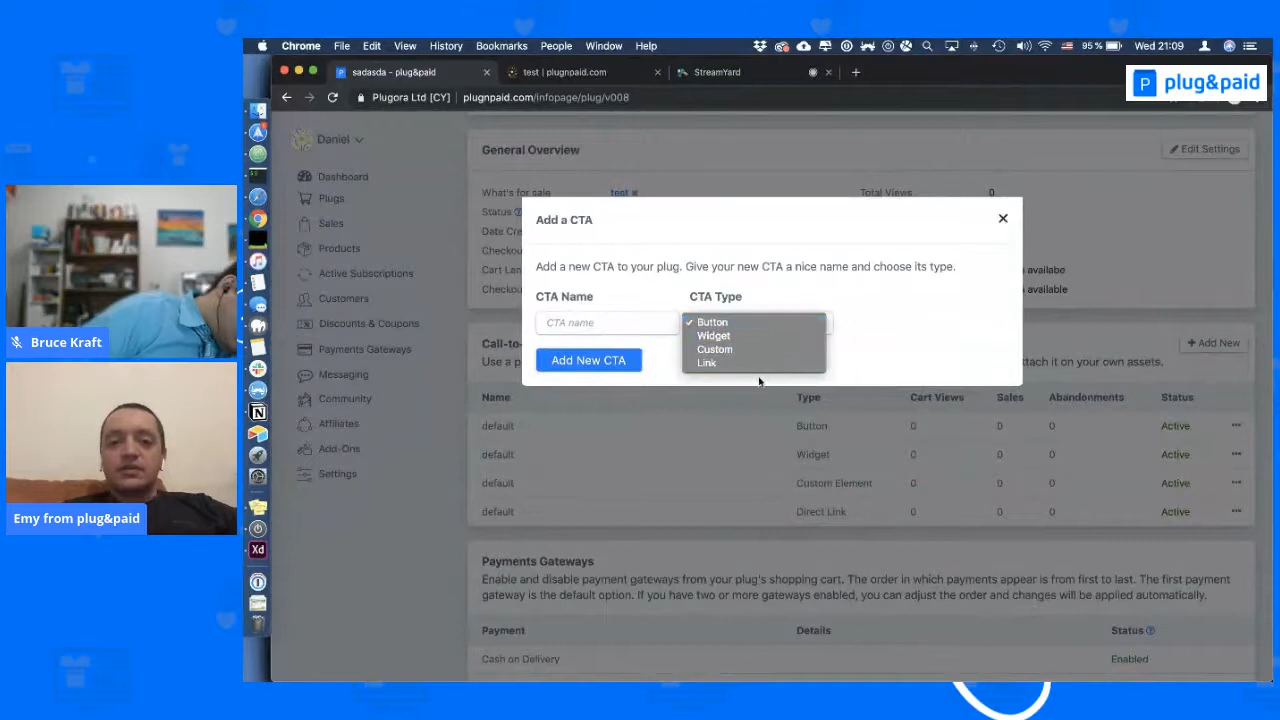 Chrome File Edit View History Bookmarks People Window Help 95 % Wed 21:09
sadasda - plug&paid
test | plugnpaid.com
StreamYard
Plugora Ltd [CY] plugnpaid.com/infopage/plug/v008
P plug&paid
Daniel
Dashboard
Plugs
Sales
Products
Active Subscriptions
Customers
Discounts & Coupons
Payments Gateways
Messaging
Community
Affiliates
Add-Ons
Settings
General Overview
Edit Settings
What's for sale test Total Views 0
Status
Date Cre
Checkou
Cart Lan
Checkou
a availabe
a availabe
Add a CTA
Add a new CTA to your plug. Give your new CTA a nice name and choose its type.
CTA Name CTA Type
CTA name
Button
Widget
Custom
Link
Add New CTA
Call-to-
+ Add New
Use a p
ttach it on your own assets.
Name Type Cart Views Sales Abandonments Status
default Button 0 0 0 Active
default Widget 0 0 0 Active
default Custom Element 0 0 0 Active
default Direct Link 0 0 0 Active
Payments Gateways
Enable and disable payment gateways from your plug's shopping cart. The order in which payments appear is from first to last. The first payment
gateway is the default option. If you have two or more gateways enabled, you can adjust the order and changes will be applied automatically.
Payment Details Status
Cash on Delivery Enabled
Bruce Kraft
Emy from plug&paid
Xd